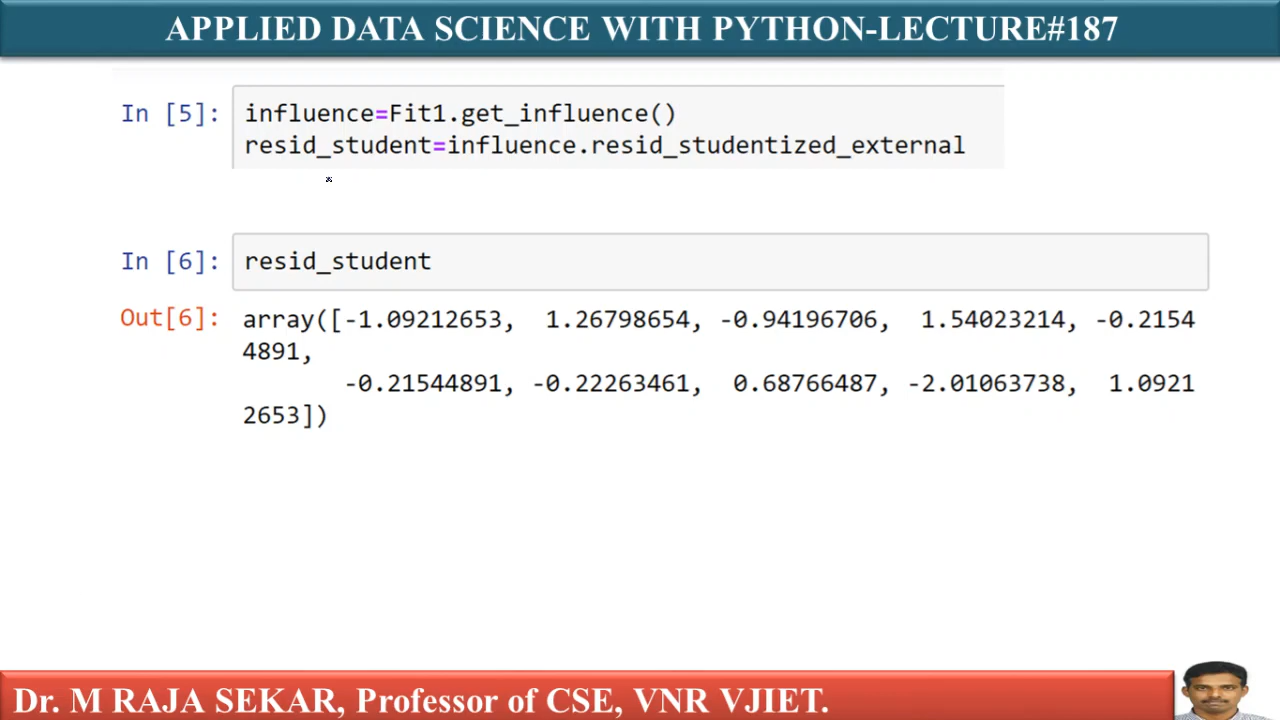 APPLIED DATA SCIENCE WITH PYTHON-LECTURE#187
In [5]: influence=Fit1.get_influence()
resid_student=influence.resid_studentized_external
In [6]: resid_student
Out[6]: array([-1.09212653, 1.26798654, -0.94196706, 1.54023214, -0.2154
4891,
-0.21544891, -0.22263461, 0.68766487, -2.01063738, 1.0921
2653])
Dr. M RAJA SEKAR, Professor of CSE, VNR VJIET.